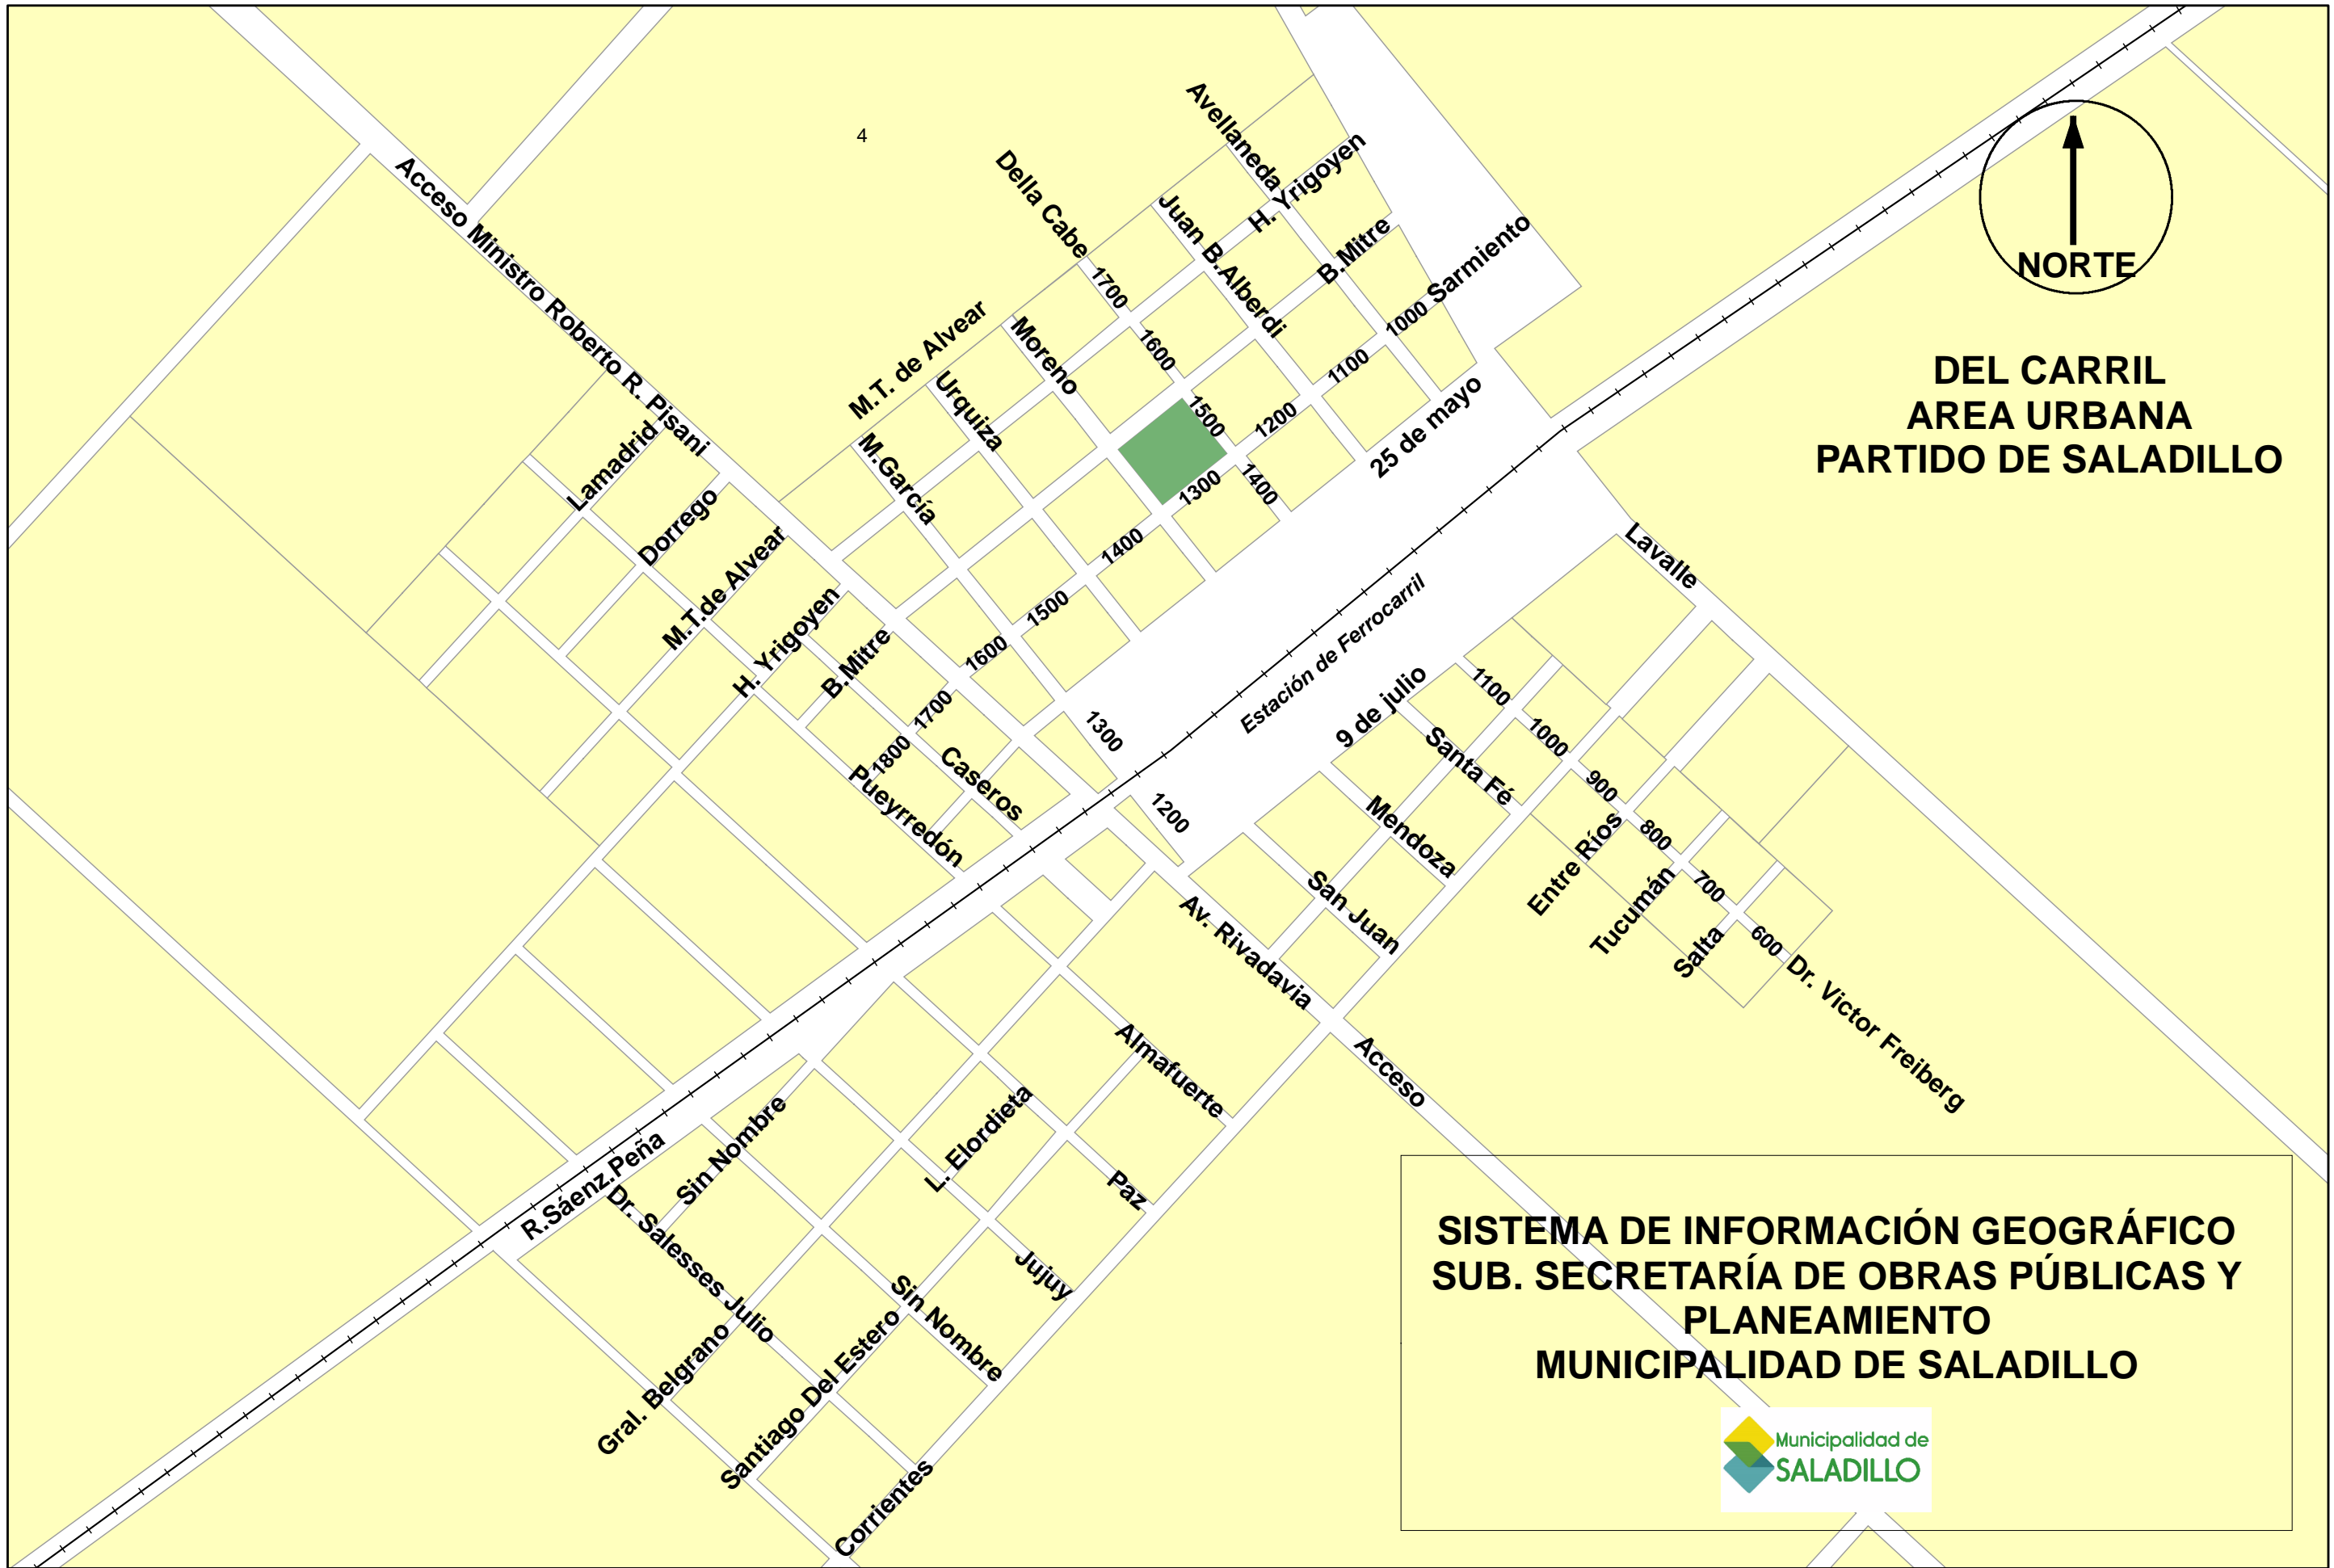 4
Acceso Ministro Roberto R. Pisani
Avellaneda
Della Cabe
H. Yrigoyen
Juan B.Alberdi
B.Mitre
Sarmiento
1700
1600
1500
1400
1000
1100
1200
1300
1400
1500
1600
1700
1800
M.T. de Alvear
Moreno
Urquiza
M.García
25 de mayo
Lamadrid
Dorrego
M.T.de Alvear
H. Yrigoyen
B.Mitre
Caseros
Pueyrredón
1300
1200
Estación de Ferrocarril
NORTE
DEL CARRIL
AREA URBANA
PARTIDO DE SALADILLO
Lavalle
9 de julio
1100
1000
900
800
700
600
Dr. Victor Freiberg
Santa Fé
Mendoza
San Juan
Entre Ríos
Tucumán
Salta
Av. Rivadavia
Acceso
Almafuerte
L. Elordieta
Paz
Jujuy
Sin Nombre
R.Sáenz.Peña
Dr. Salesses Julio
Sin Nombre
Gral. Belgrano
Santiago Del Estero
Corrientes
SISTEMA DE INFORMACIÓN GEOGRÁFICO
SUB. SECRETARÍA DE OBRAS PÚBLICAS Y
PLANEAMIENTO
MUNICIPALIDAD DE SALADILLO
Municipalidad de
SALADILLO